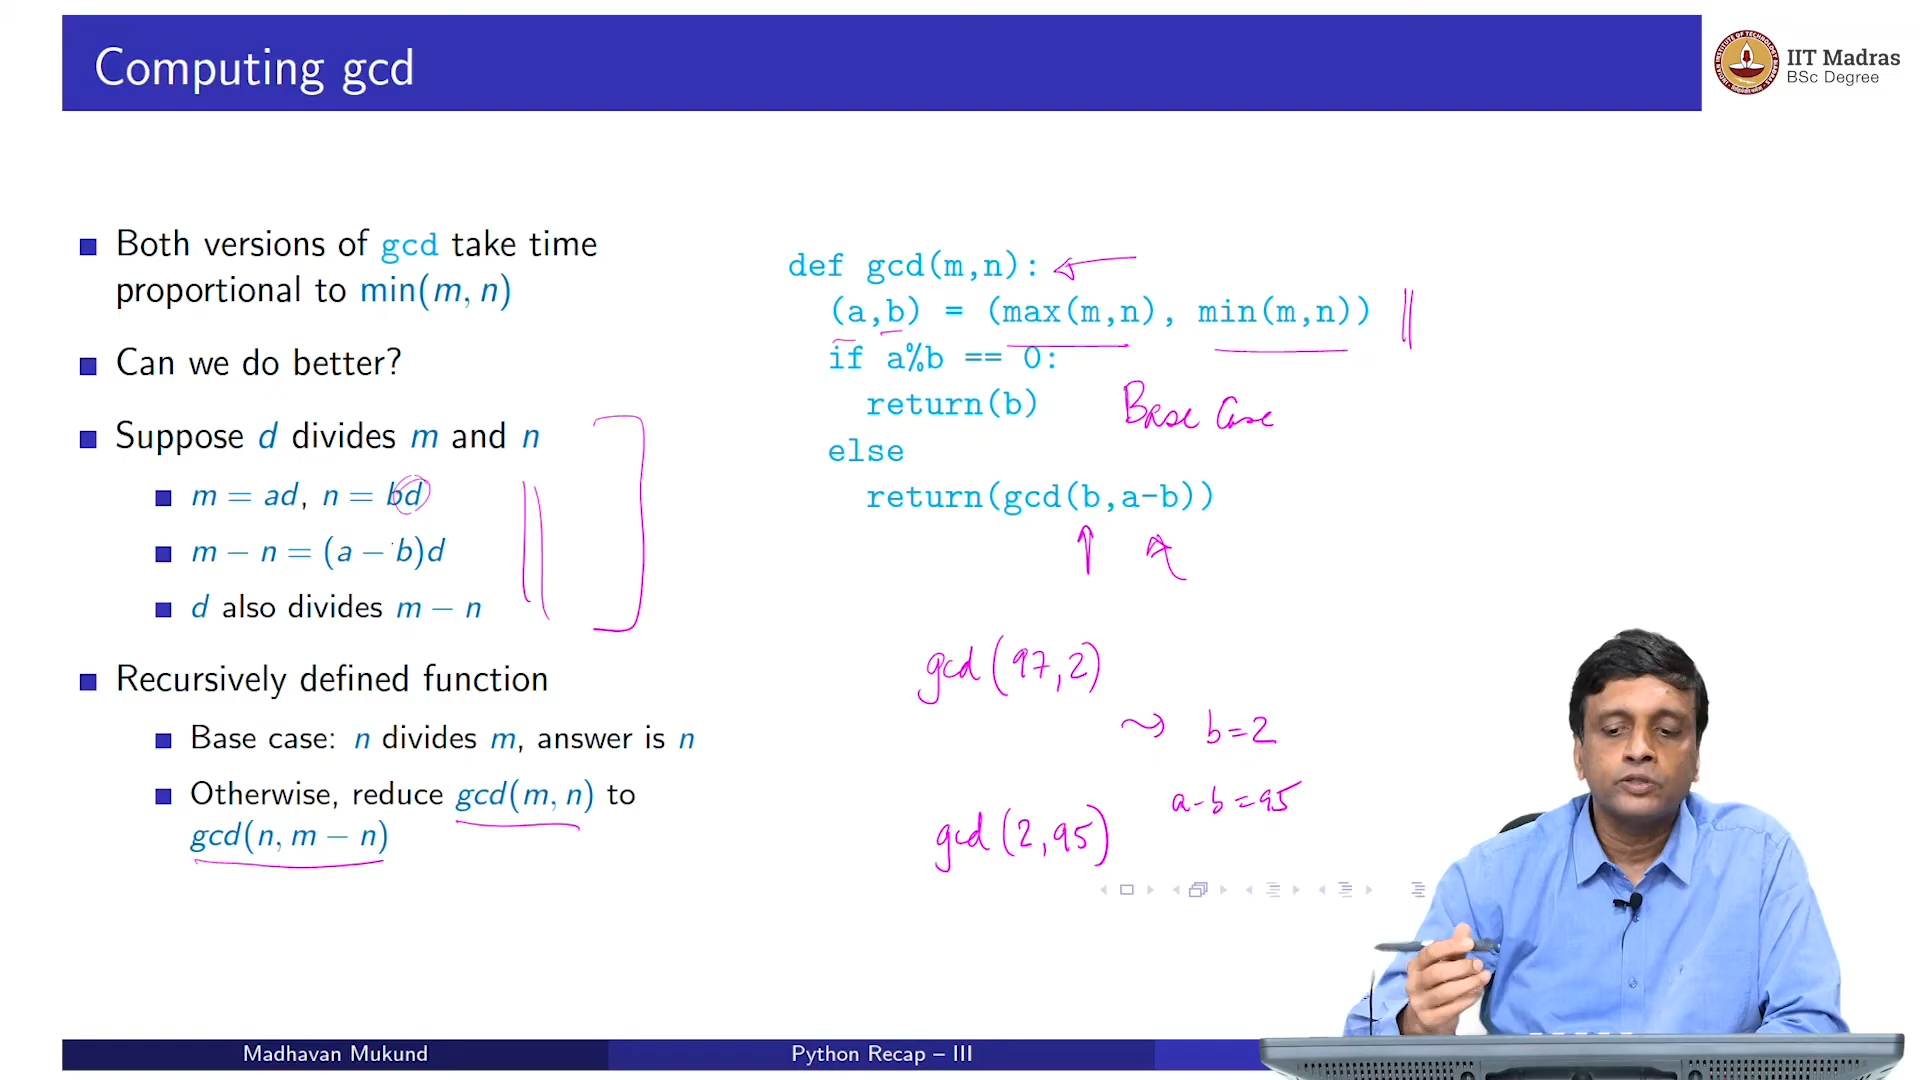 Computing gcd
IIT Madras
BSc Degree
Both versions of gcd take time
proportional to min(m, n)
Can we do better?
Suppose d divides m and n
m = ad, n = bd
m − n = (a − b)d
d also divides m − n
Recursively defined function
Base case: n divides m, answer is n
Otherwise, reduce gcd(m, n) to
gcd(n, m − n)
def gcd(m,n):
(a,b) = (max(m,n), min(m,n))
if a%b == 0:
return(b)
Base Case
else
return(gcd(b,a-b))
gcd (97,2)
b=2
a-b=95
gcd (2,95)
Madhavan Mukund
Python Recap – III